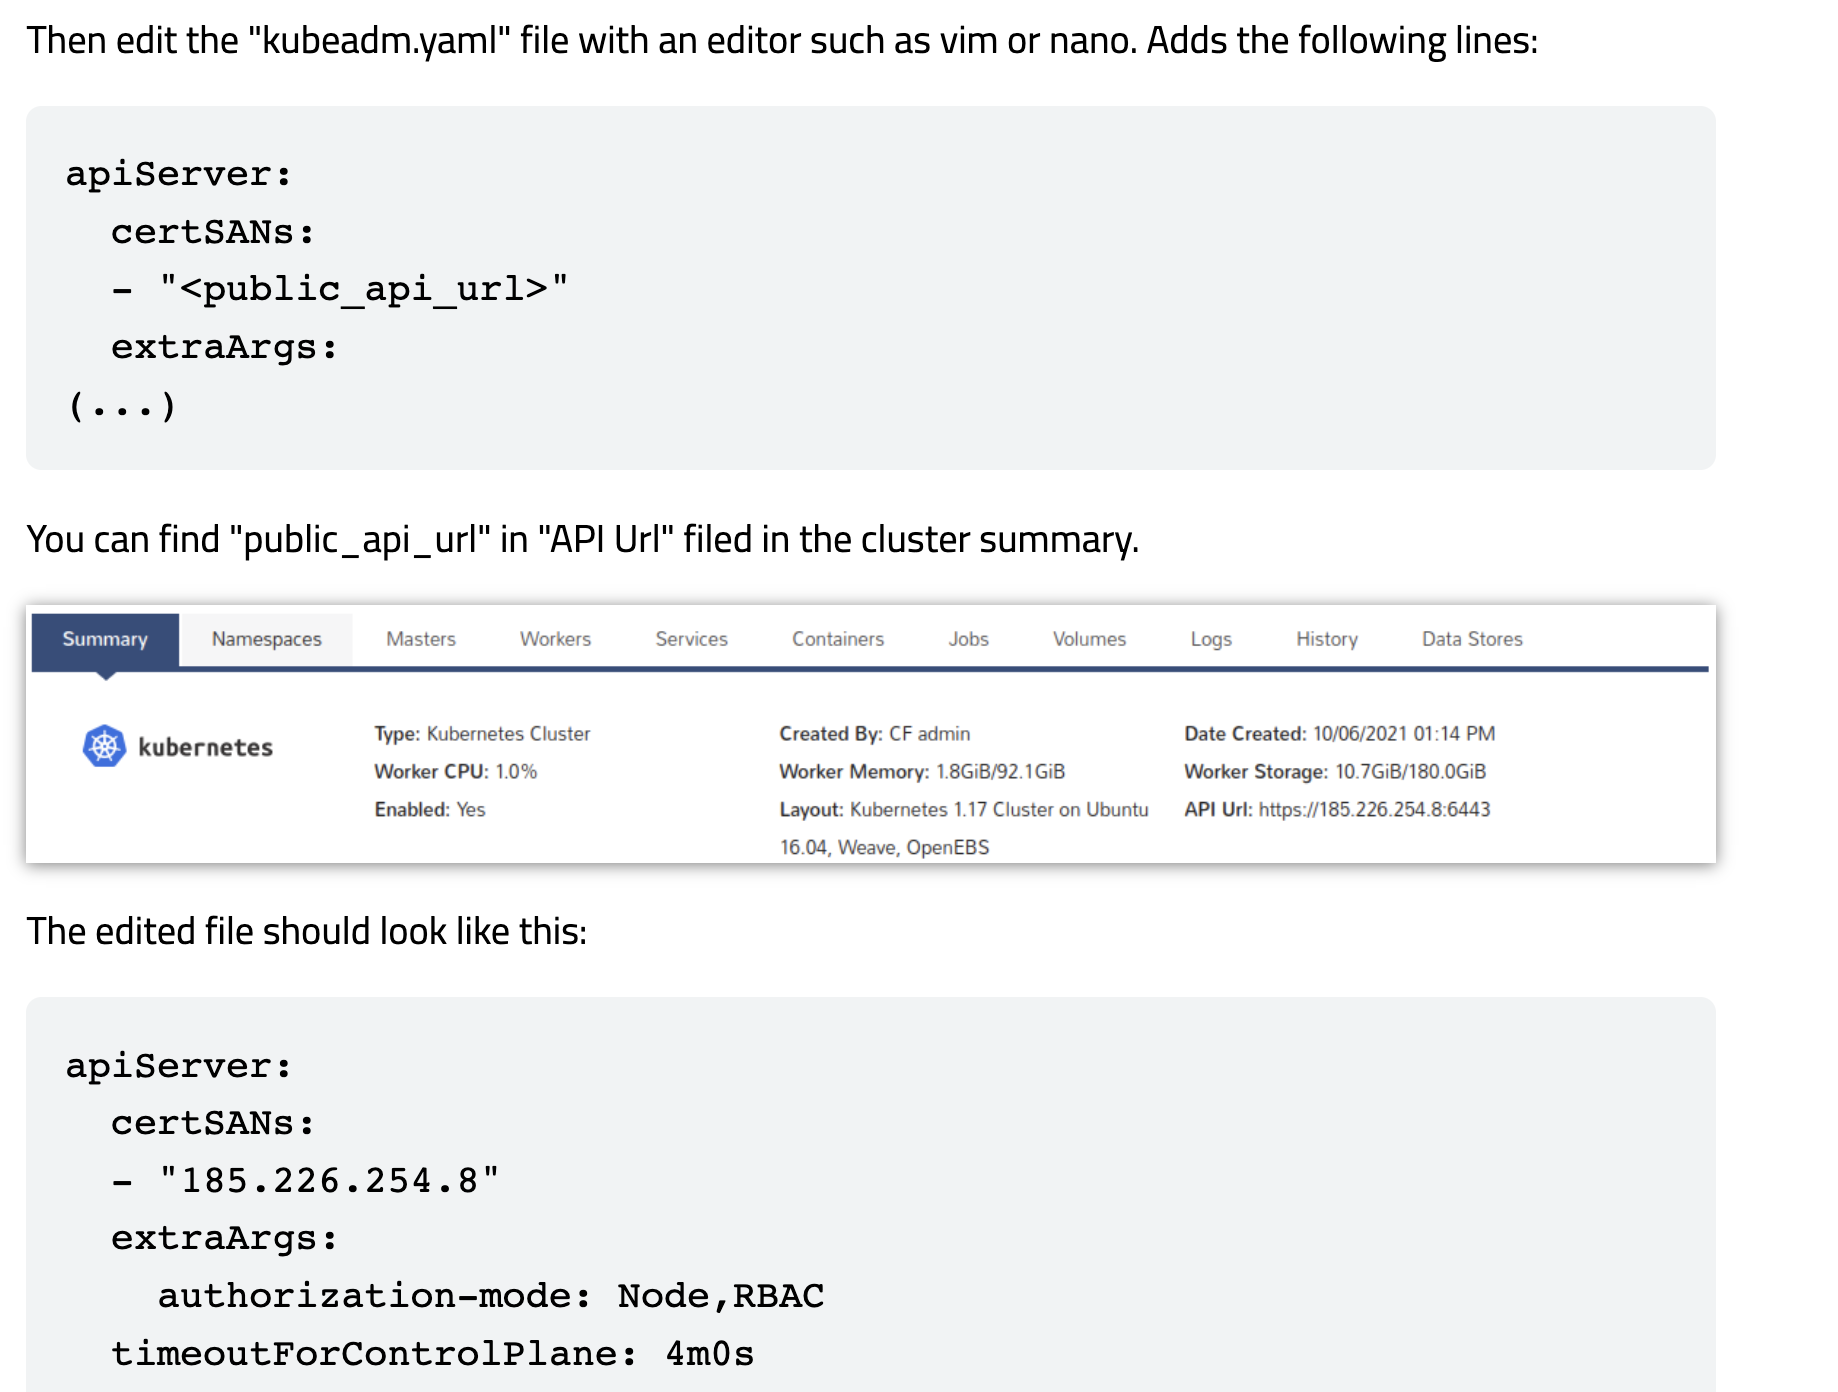 Then edit the "kubeadm.yaml" file with an editor such as vim or nano. Adds the following lines:
apiServer:
  certSANs:
  - "<public_api_url>"
  extraArgs:
(...)
You can find "public_api_url" in "API Url" filed in the cluster summary.
Summary Namespaces Masters Workers Services Containers Jobs Volumes Logs History Data Stores
kubernetes
Type: Kubernetes Cluster
Worker CPU: 1.0%
Enabled: Yes
Created By: CF admin
Worker Memory: 1.8GiB/92.1GiB
Layout: Kubernetes 1.17 Cluster on Ubuntu
16.04, Weave, OpenEBS
Date Created: 10/06/2021 01:14 PM
Worker Storage: 10.7GiB/180.0GiB
API Url: https://185.226.254.8:6443
The edited file should look like this:
apiServer:
  certSANs:
  - "185.226.254.8"
  extraArgs:
    authorization-mode: Node,RBAC
  timeoutForControlPlane: 4m0s